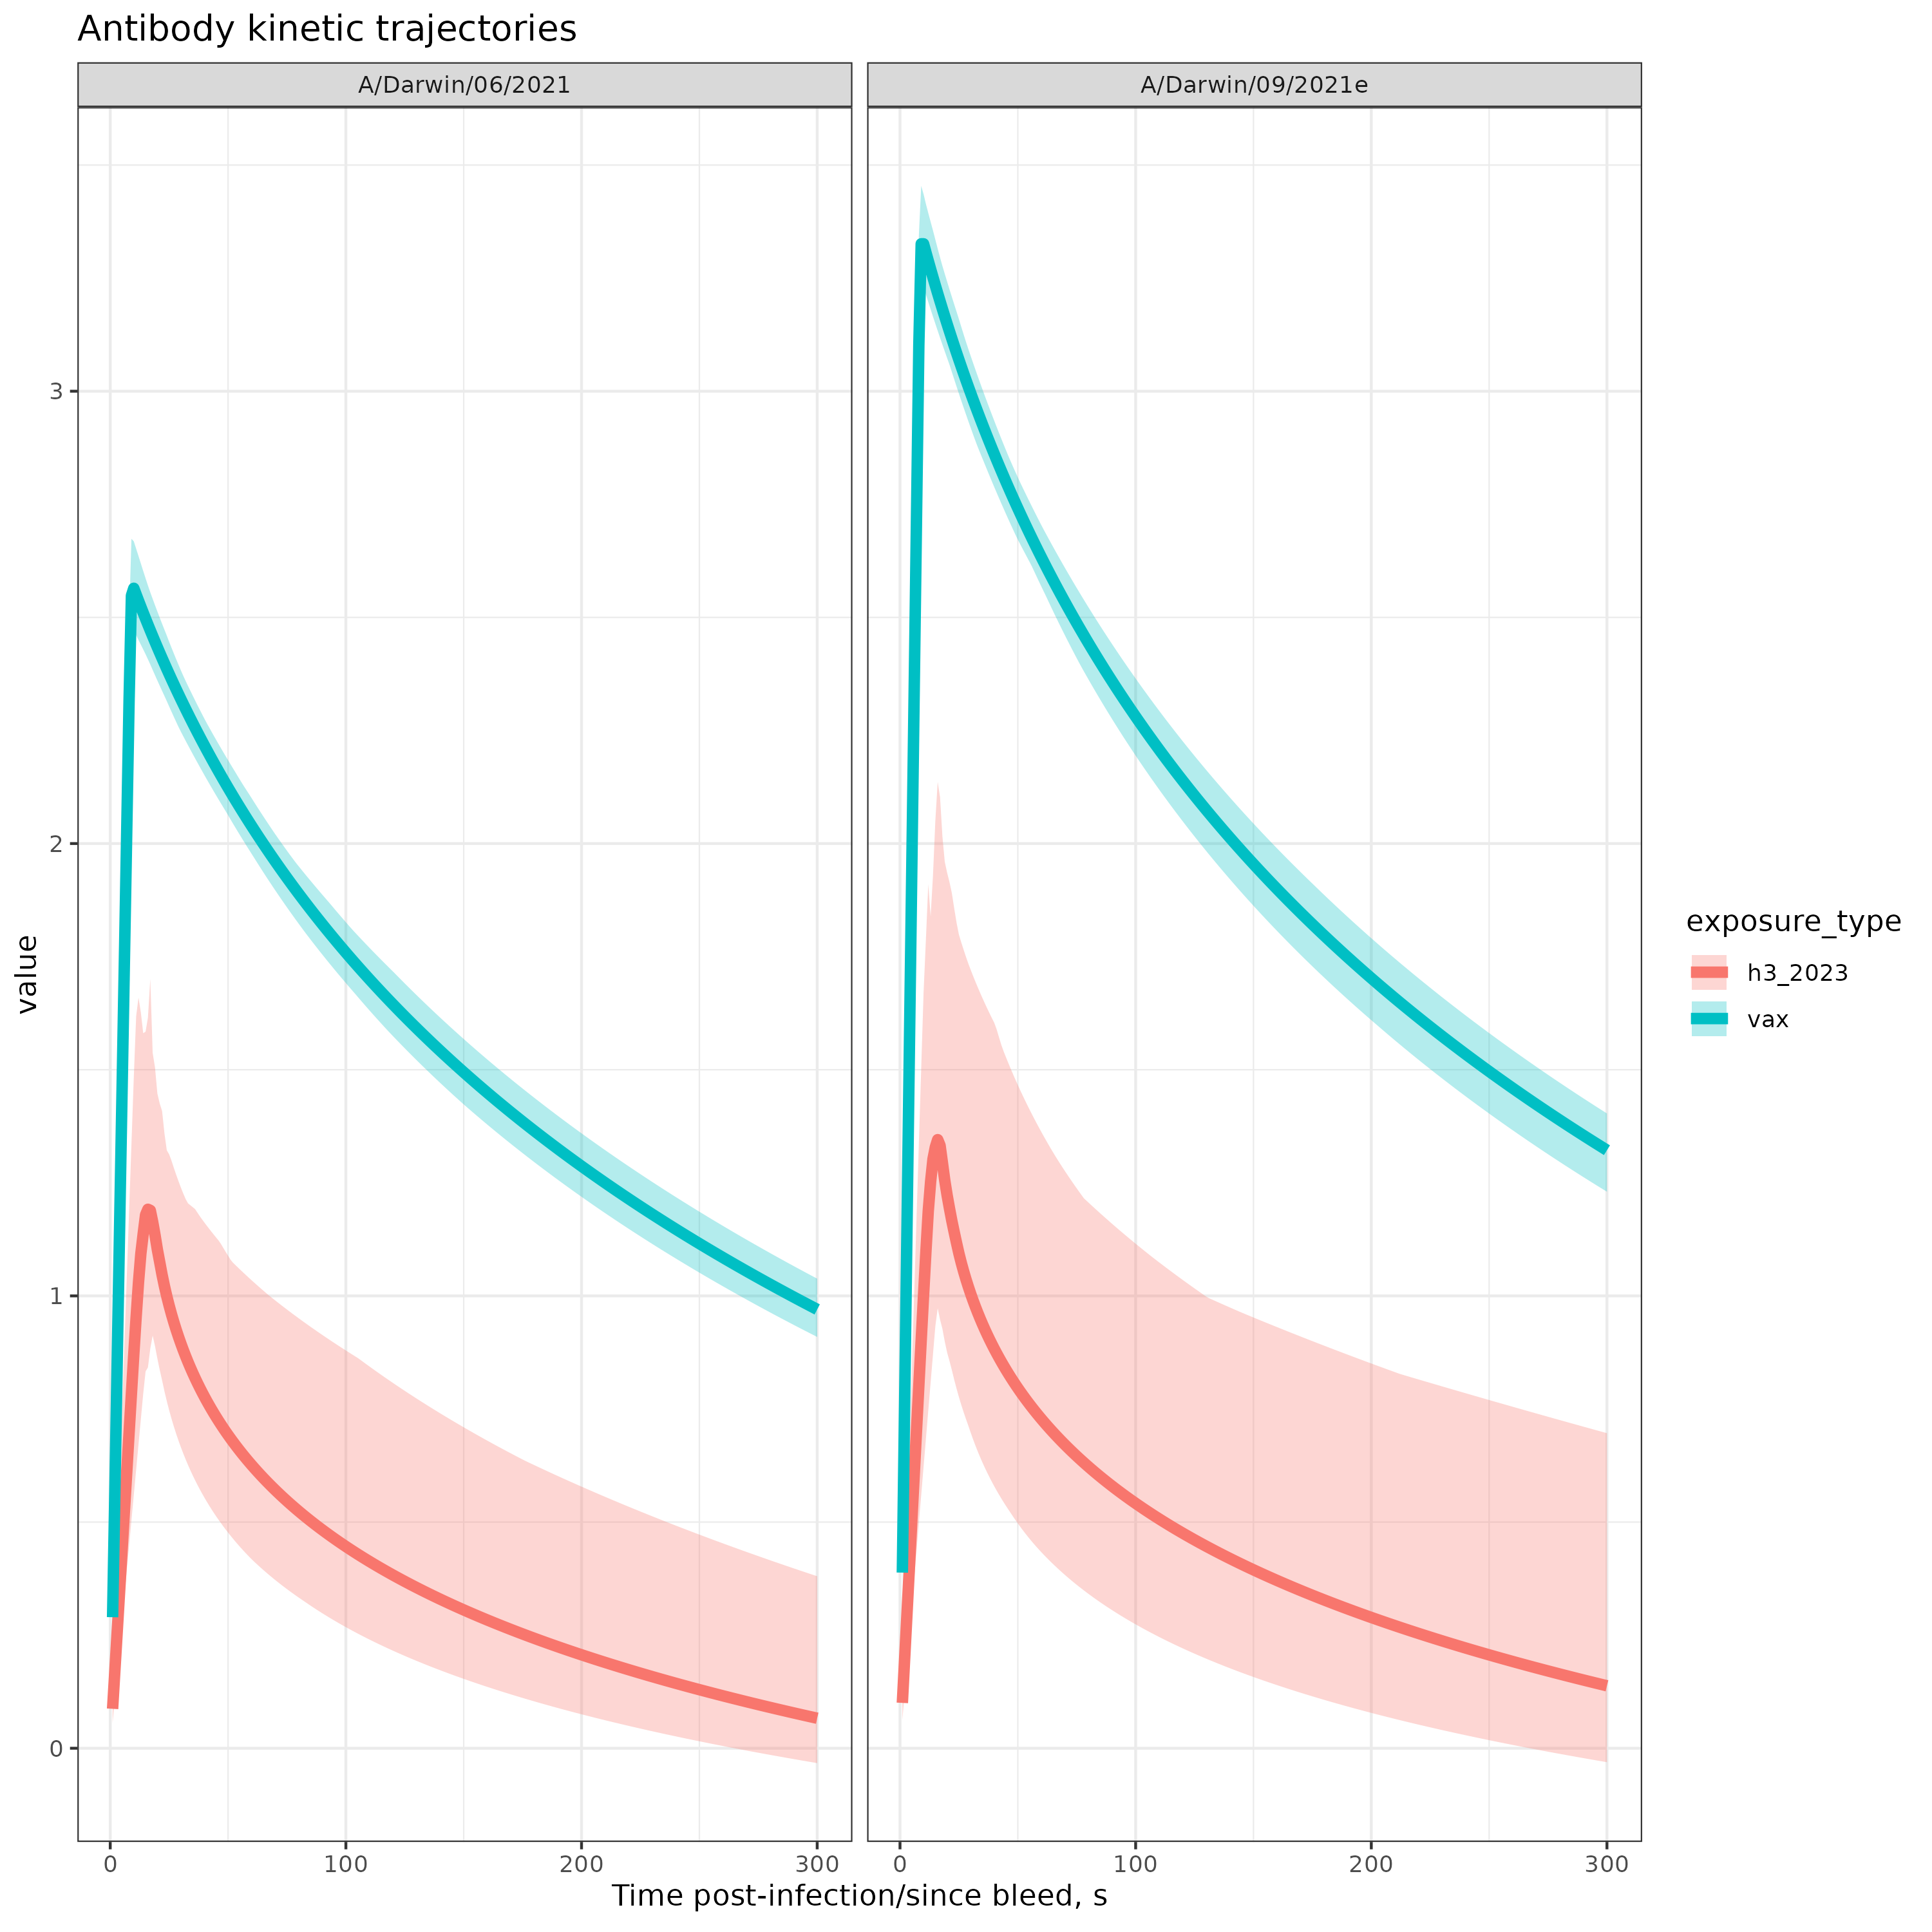 Antibody kinetic trajectories
A/Darwin/06/2021
A/Darwin/09/2021e
3
2
1
0
value
0 100 200 300
0 100 200 300
Time post-infection/since bleed, s
exposure_type
h3_2023
vax